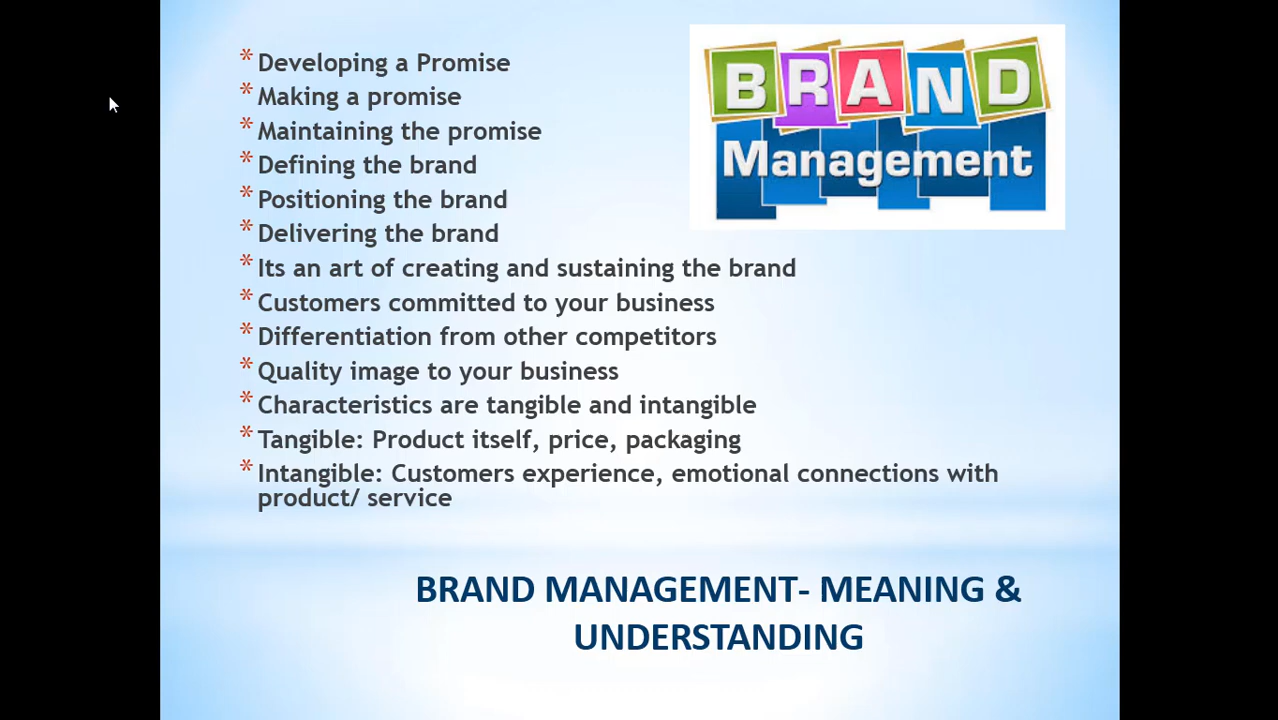 * Developing a Promise
* Making a promise
* Maintaining the promise
* Defining the brand
* Positioning the brand
* Delivering the brand
* Its an art of creating and sustaining the brand
* Customers committed to your business
* Differentiation from other competitors
* Quality image to your business
* Characteristics are tangible and intangible
* Tangible: Product itself, price, packaging
* Intangible: Customers experience, emotional connections with
product/ service
BRAND
Management
BRAND MANAGEMENT- MEANING &
UNDERSTANDING